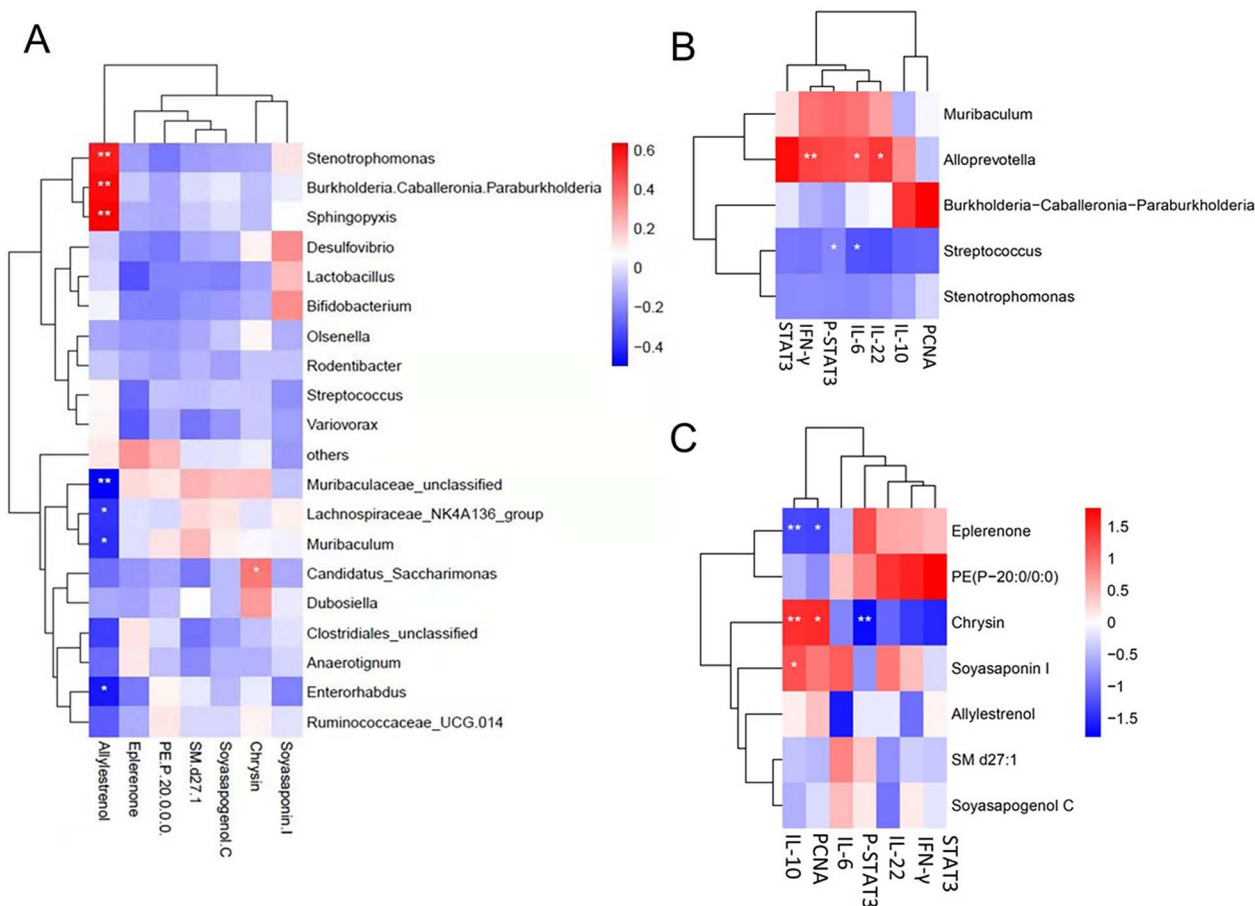 A
**
Stenotrophomonas
**
Burkholderia.Caballeronia.Paraburkholderia
**
Sphingopyxis
Desulfovibrio
Lactobacillus
Bifidobacterium
Olsenella
Rodentibacter
Streptococcus
Variovorax
others
**
Muribaculaceae_unclassified
*
Lachnospiraceae_NK4A136_group
*
Muribaculum
*
Candidatus_Saccharimonas
Dubosiella
Clostridiales_unclassified
Anaerotignum
*
Enterorhabdus
Ruminococcaceae_UCG.014
Allylestrenol
Eplerenone
PE.P.20.0.0.0.
SM.d27.1
Soyasapogenol.C
Chrysin
Soyasaponin.I
0.6
0.4
0.2
0
−0.2
−0.4
B
Muribaculum
** * *
Alloprevotella
Burkholderia−Caballeronia−Paraburkholderia
* *
Streptococcus
Stenotrophomonas
STAT3
IFN-γ
P-STAT3
IL-6
IL-22
IL-10
PCNA
C
** *
Eplerenone
PE(P−20:0/0:0)
** * **
Chrysin
*
Soyasaponin I
Allylestrenol
SM d27:1
Soyasapogenol C
IL-10
PCNA
IL-6
P-STAT3
IL-22
IFN-γ
STAT3
1.5
1
0.5
0
−0.5
−1
−1.5